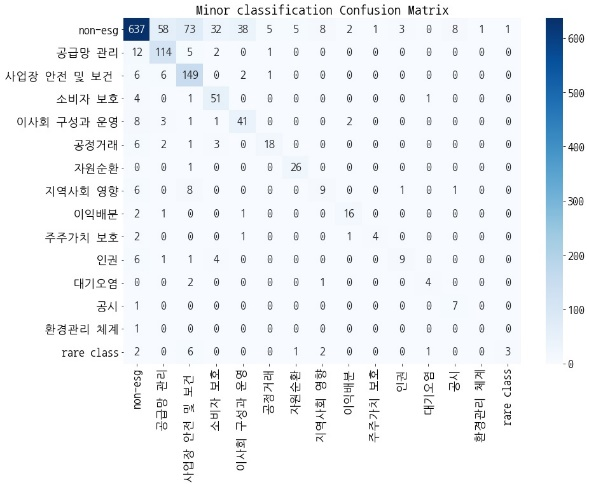 Minor classification Confusion Matrix
non-esg 637 58 73 32 38 5 5 8 2 1 3 0 8 1 1
공급망 관리 12 114 5 2 0 1 0 0 0 0 0 0 0 0 0
사업장 안전 및 보건 6 6 149 0 2 1 0 0 0 0 0 0 0 0 0
소비자 보호 4 0 1 51 0 0 0 0 0 0 0 1 0 0 0
이사회 구성과 운영 8 3 1 1 41 0 0 0 2 0 0 0 0 0 0
공정거래 6 2 1 3 0 18 0 0 0 0 0 0 0 0 0
자원순환 0 0 1 0 0 0 26 0 0 0 0 0 0 0 0
지역사회 영향 6 0 8 0 0 0 0 9 0 0 1 0 1 0 0
이익배분 2 1 0 0 1 0 0 0 16 0 0 0 0 0 0
주주가치 보호 2 0 0 0 1 0 0 0 1 4 0 0 0 0 0
인권 6 1 1 4 0 0 0 0 0 0 9 0 0 0 0
대기오염 0 0 2 0 0 0 0 1 0 0 0 4 0 0 0
공시 1 0 0 0 0 0 0 0 0 0 0 0 7 0 0
환경관리 체계 1 0 0 0 0 0 0 0 0 0 0 0 0 0 0
rare class 2 0 6 0 0 0 1 2 0 0 0 1 0 0 3
non-esg
공급망 관리
사업장 안전 및 보건
소비자 보호
이사회 구성과 운영
공정거래
자원순환
지역사회 영향
이익배분
주주가치 보호
인권
대기오염
공시
환경관리 체계
rare class
600
500
400
300
200
100
0